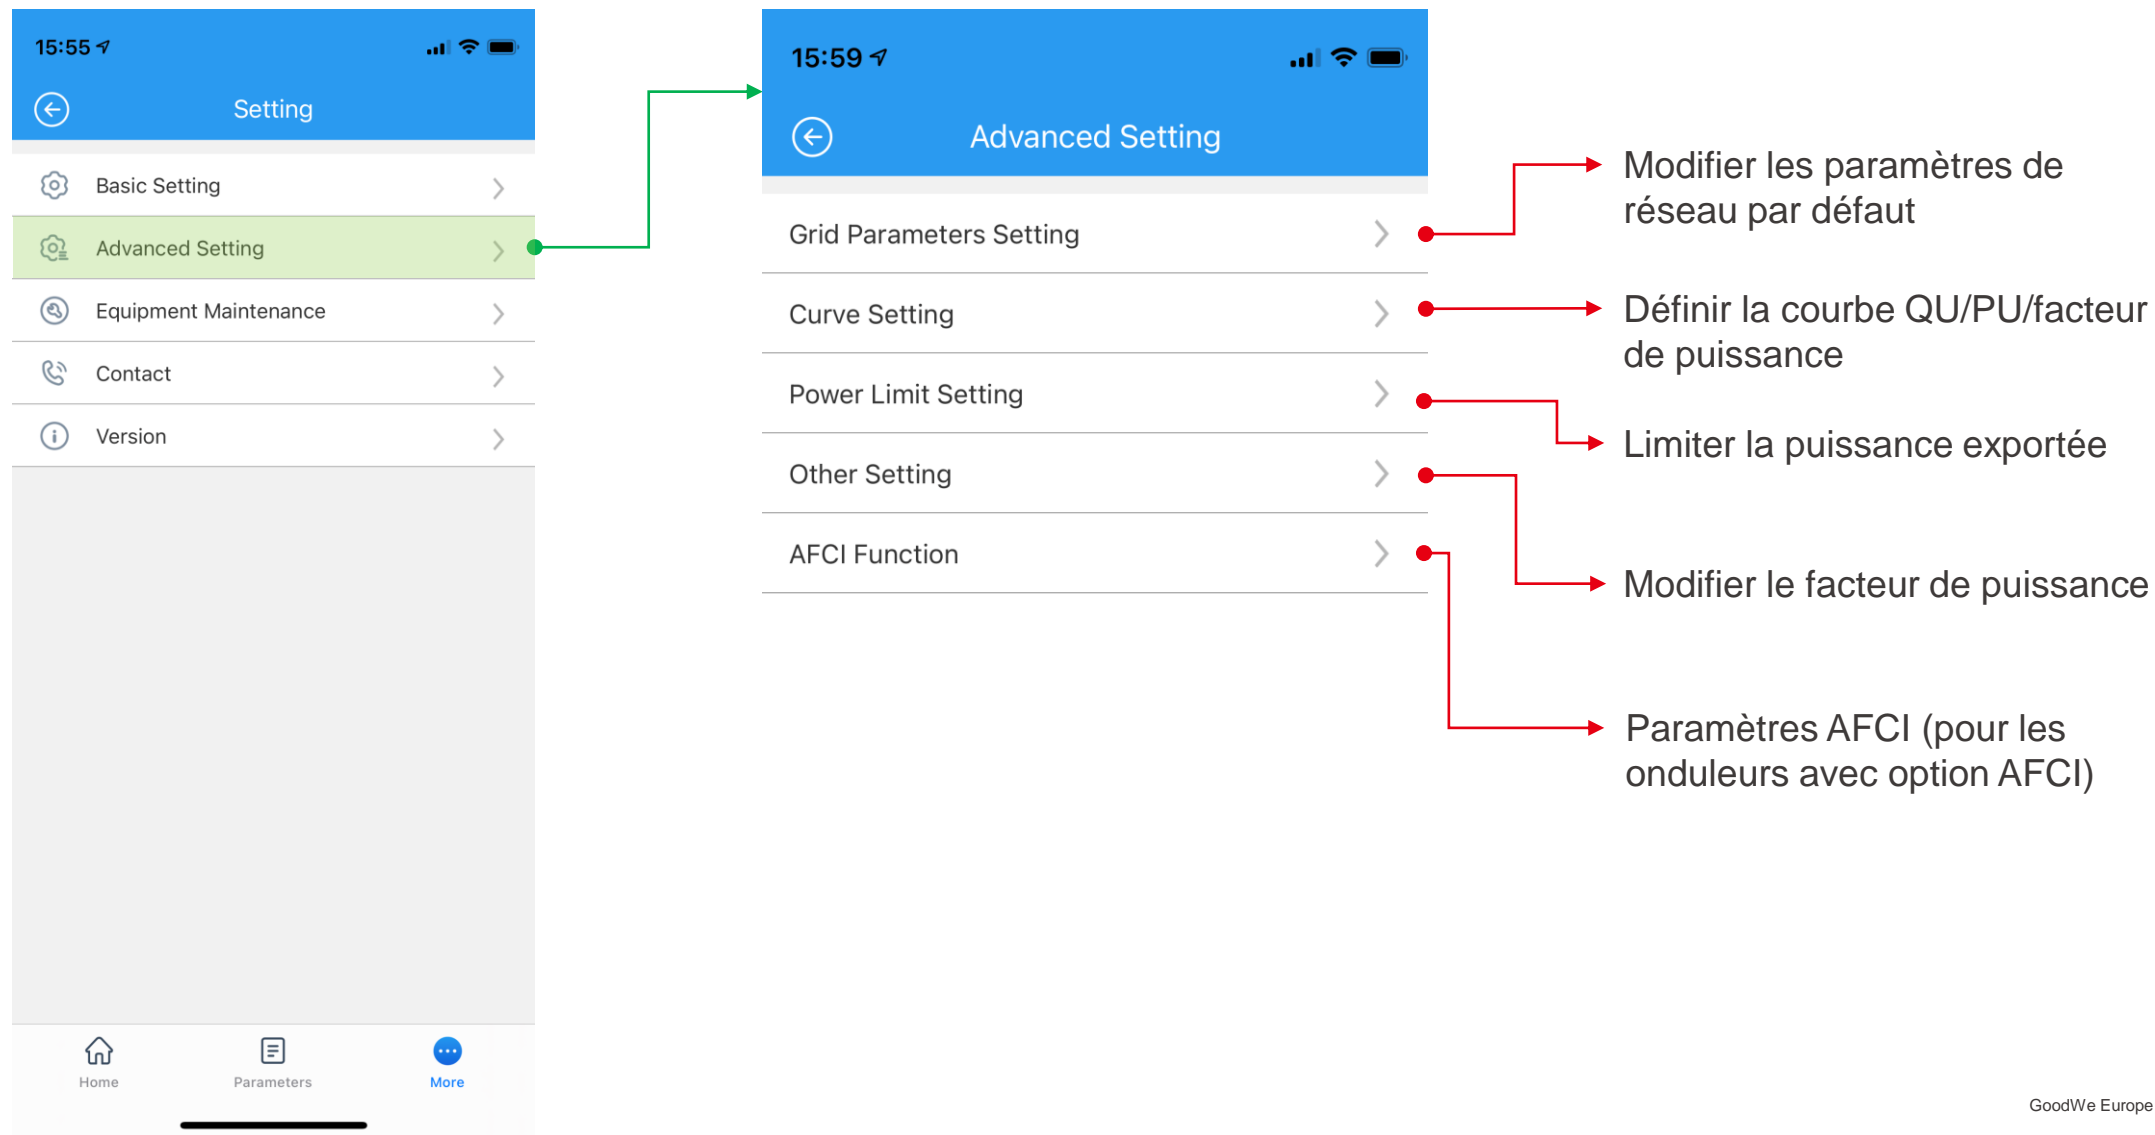 15:55
Setting
Basic Setting
Advanced Setting
Equipment Maintenance
Contact
Version
Home
Parameters
More
15:59
Advanced Setting
Grid Parameters Setting
Curve Setting
Power Limit Setting
Other Setting
AFCI Function
Modifier les paramètres de
réseau par défaut
Définir la courbe QU/PU/facteur
de puissance
Limiter la puissance exportée
Modifier le facteur de puissance
Paramètres AFCI (pour les
onduleurs avec option AFCI)
GoodWe Europe